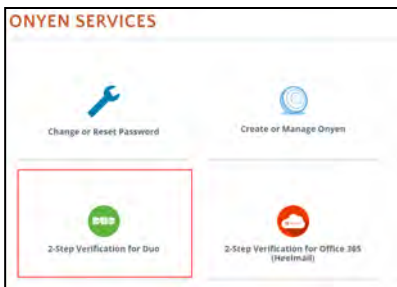 ONYEN SERVICES
Change or Reset Password
Create or Manage Onyen
2-Step Verification for Duo
2-Step Verification for Office 365
(Heelmail)